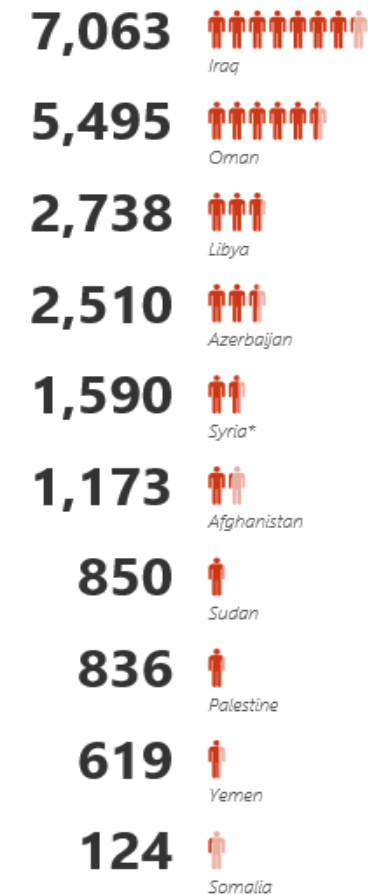 7,063
Iraq
5,495
Oman
2,738
Libya
2,510
Azerbaijan
1,590
Syria*
1,173
Afghanistan
850
Sudan
836
Palestine
619
Yemen
124
Somalia